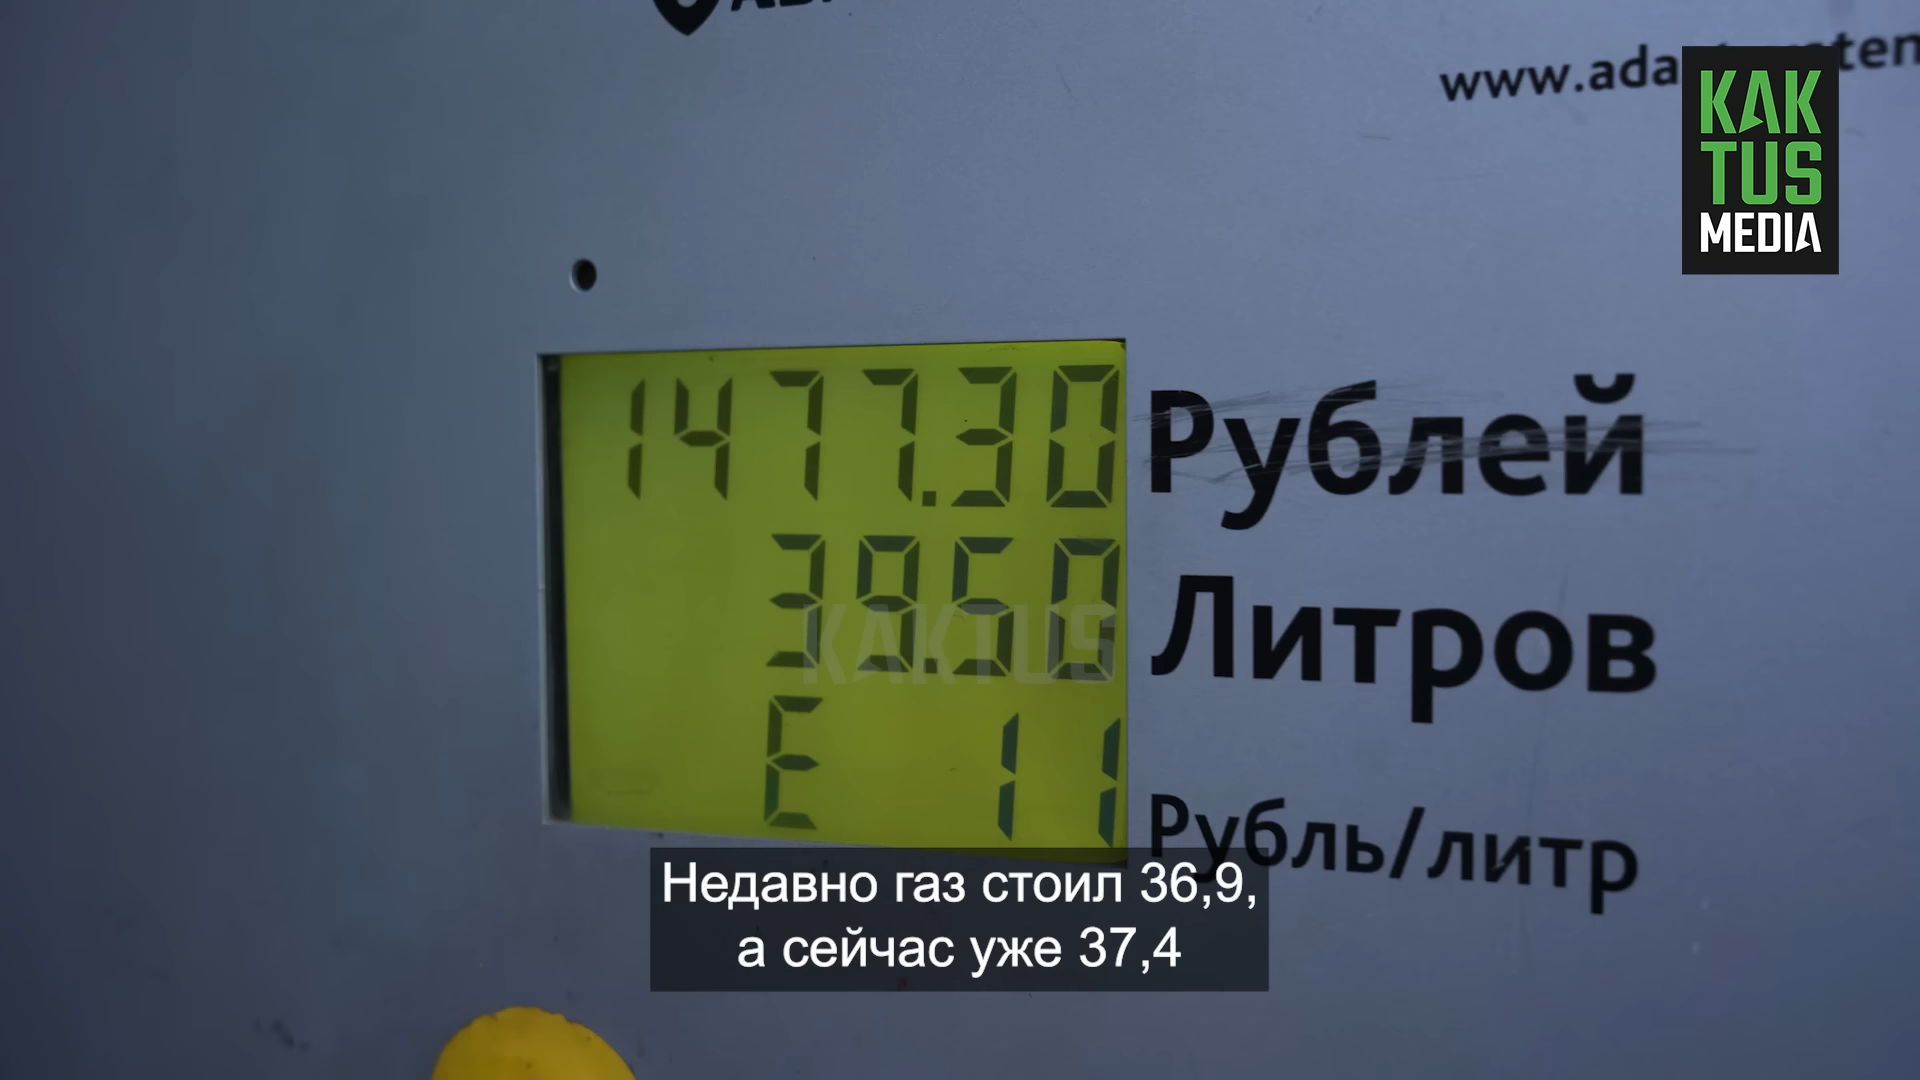 www.ada
KAK
TUS
MEDIA
1477.30 Рублей
39.50 Литров
KAKTUS
E 11 Рубль/литр
Недавно газ стоил 36,9,
а сейчас уже 37,4